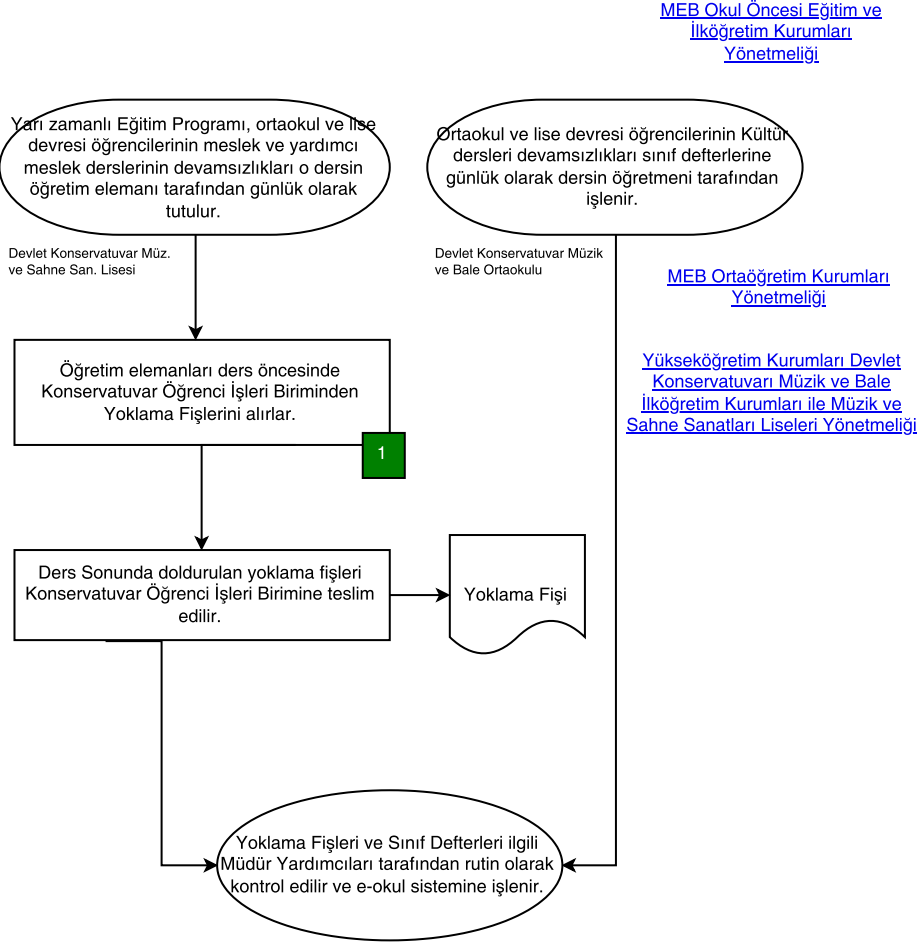 MEB Okul Öncesi Eğitim ve
İlköğretim Kurumları
Yönetmeliği
Yarı zamanlı Eğitim Programı, ortaokul ve lise
devresi öğrencilerinin meslek ve yardımcı
meslek derslerinin devamsızlıkları o dersin
öğretim elemanı tarafından günlük olarak
tutulur.
Ortaokul ve lise devresi öğrencilerinin Kültür
dersleri devamsızlıkları sınıf defterlerine
günlük olarak dersin öğretmeni tarafından
işlenir.
Devlet Konservatuvar Müz.
ve Sahne San. Lisesi
Devlet Konservatuvar Müzik
ve Bale Ortaokulu
MEB Ortaöğretim Kurumları
Yönetmeliği
Öğretim elemanları ders öncesinde
Konservatuvar Öğrenci İşleri Biriminden
Yoklama Fişlerini alırlar.
1
Yükseköğretim Kurumları Devlet
Konservatuvarı Müzik ve Bale
İlköğretim Kurumları ile Müzik ve
Sahne Sanatları Liseleri Yönetmeliği
Ders Sonunda doldurulan yoklama fişleri
Konservatuvar Öğrenci İşleri Birimine teslim
edilir.
Yoklama Fişi
Yoklama Fişleri ve Sınıf Defterleri ilgili
Müdür Yardımcıları tarafından rutin olarak
kontrol edilir ve e-okul sistemine işlenir.